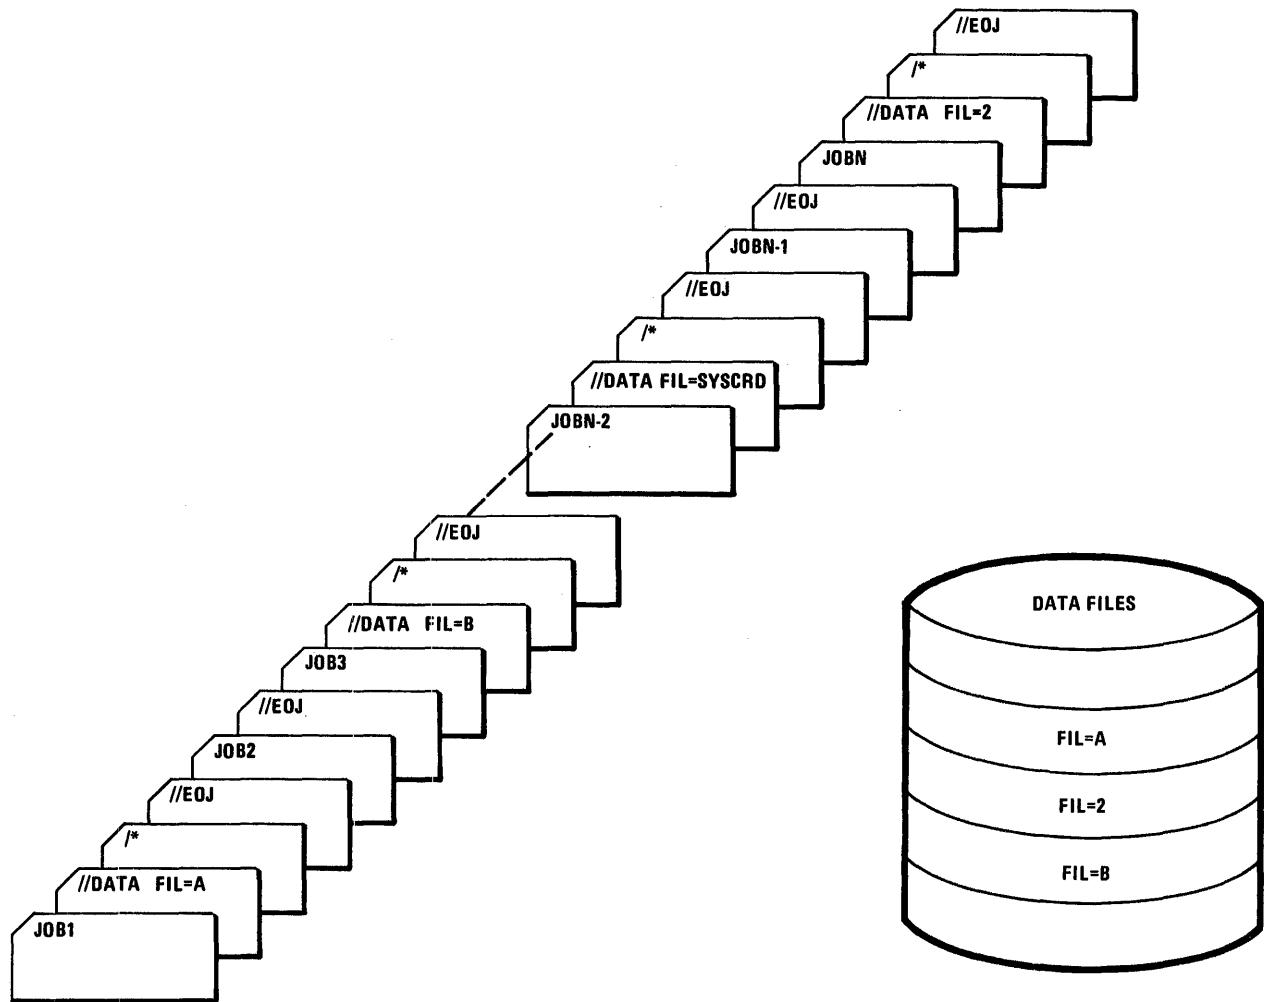 //EOJ
/*
//DATA FIL=2
JOBN
//EOJ
JOBN-1
//EOJ
/*
//DATA FIL=SYSCRD
JOBN-2
//EOJ
/*
//DATA FIL=B
JOB3
//EOJ
JOB2
//EOJ
/*
//DATA FIL=A
JOB1
DATA FILES
FIL=A
FIL=2
FIL=B